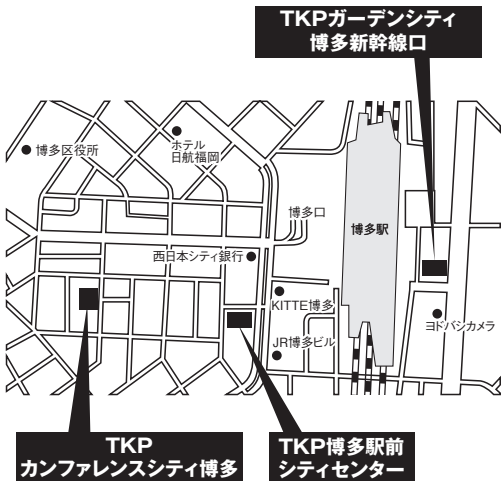 TKPガーデンシティ
博多新幹線口
ホテル
日航福岡
博多区役所
博多口
博多駅
西日本シティ銀行
KITTE博多
ヨドバシカメラ
JR博多ビル
TKP
カンファレンスシティ博多
TKP博多駅前
シティセンター